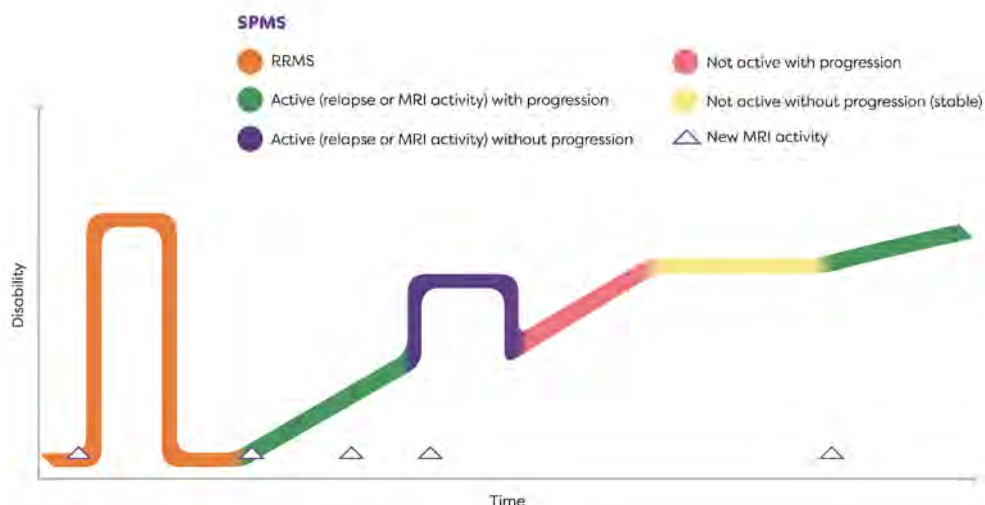 SPMS
RRMS
Active (relapse or MRI activity) with progression
Active (relapse or MRI activity) without progression
Not active with progression
Not active without progression (stable)
New MRI activity
Disability
Time